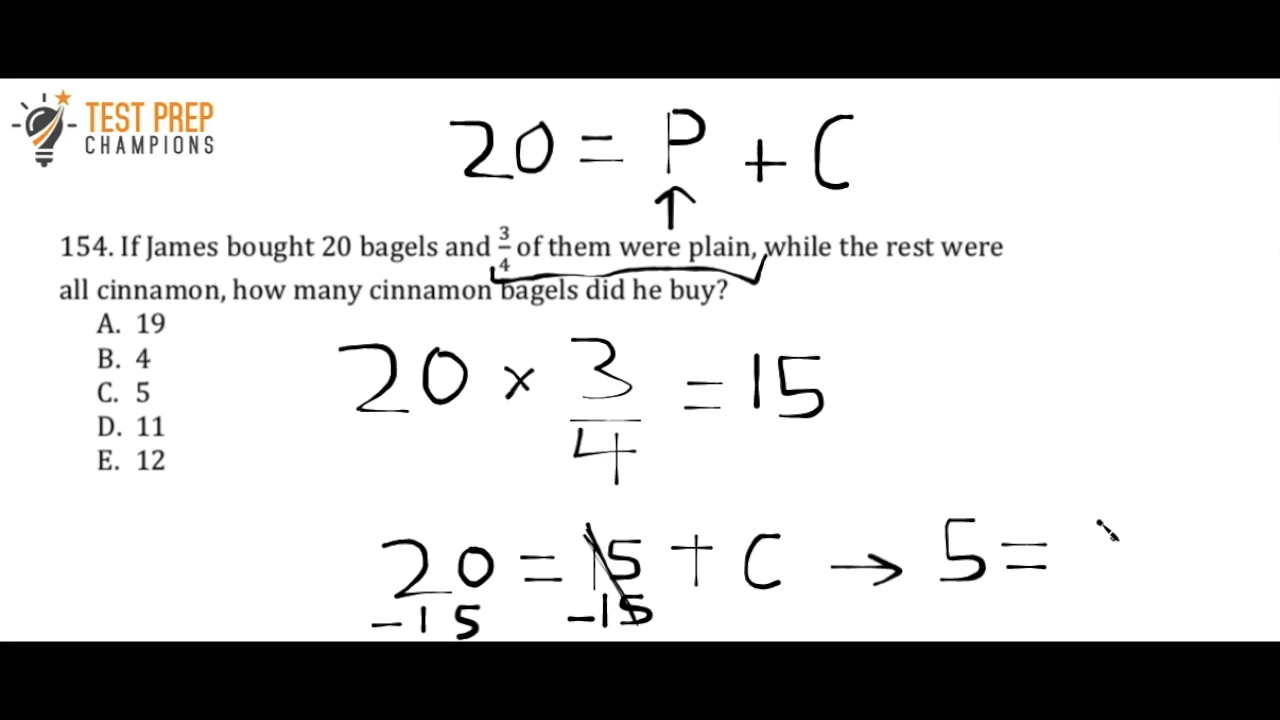 TEST PREP
CHAMPIONS
20 = P + C
↑
154. If James bought 20 bagels and 3/4 of them were plain, while the rest were
all cinnamon, how many cinnamon bagels did he buy?
A. 19
B. 4
C. 5
D. 11
E. 12
20 × 3/4 = 15
20 = 15 + C → 5 =
-15 -15